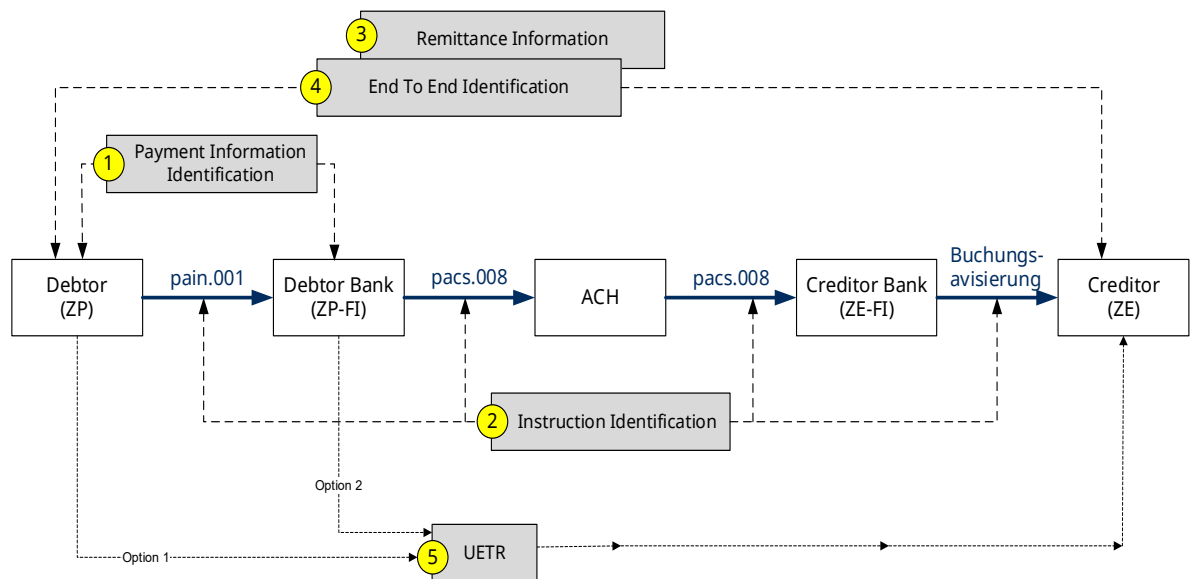 3
Remittance Information
4
End To End Identification
1
Payment Information
Identification
Debtor
(ZP)
pain.001
Debtor Bank
(ZP-FI)
pacs.008
ACH
pacs.008
Creditor Bank
(ZE-FI)
Buchungs-
avisierung
Creditor
(ZE)
2
Instruction Identification
Option 2
Option 1
5
UETR